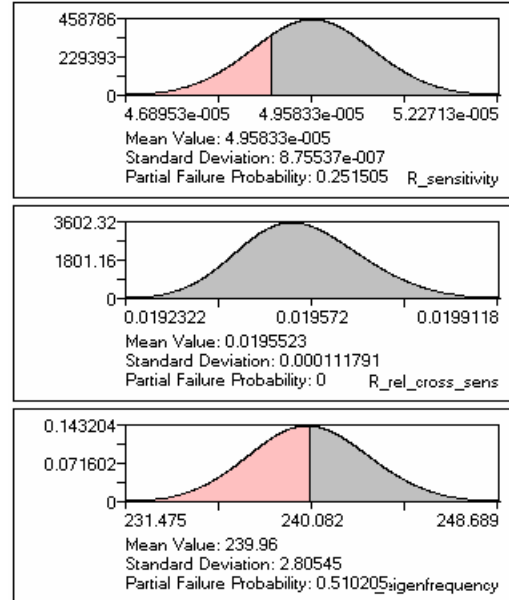 458786
229393
0
4.68953e-005 4.95833e-005 5.22713e-005
Mean Value: 4.95833e-005
Standard Deviation: 8.75537e-007
Partial Failure Probability: 0.251505 R_sensitivity
3602.32
1801.16
0
0.0192322 0.019572 0.0199118
Mean Value: 0.0195523
Standard Deviation: 0.000111791
Partial Failure Probability: 0 R_rel_cross_sens
0.143204
0.071602
0
231.475 240.082 248.689
Mean Value: 239.96
Standard Deviation: 2.80545
Partial Failure Probability: 0.510205 _eigenfrequency